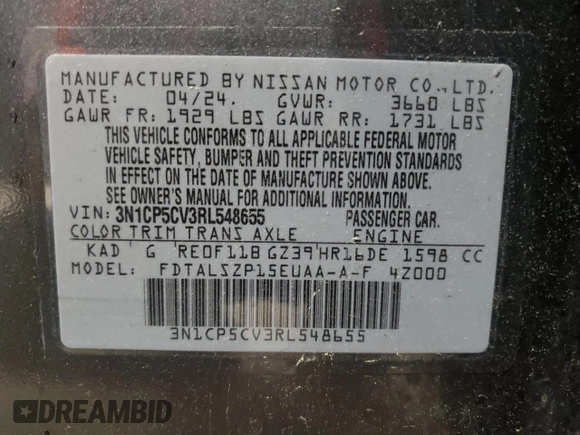 MANUFACTURED BY NISSAN MOTOR CO.,LTD.
DATE: 04/24. GVWR: 3660 LBS
GAWR FR: 1929 LBS GAWR RR: 1731 LBS
THIS VEHICLE CONFORMS TO ALL APPLICABLE FEDERAL MOTOR
VEHICLE SAFETY, BUMPER AND THEFT PREVENTION STANDARDS
IN EFFECT ON THE DATE OF MANUFACTURE SHOWN ABOVE.
SEE OWNER'S MANUAL FOR ADDITIONAL INFORMATION.
VIN: 3N1CP5CV3RL548655 PASSENGER CAR.
COLOR TRIM TRANS AXLE ENGINE
KAD G RE0F11B GZ39 HR16DE 1598 CC
MODEL: FDTALSZP15EUAA-A-F 4Z000
3N1CP5CV3RL548655
DREAMBID